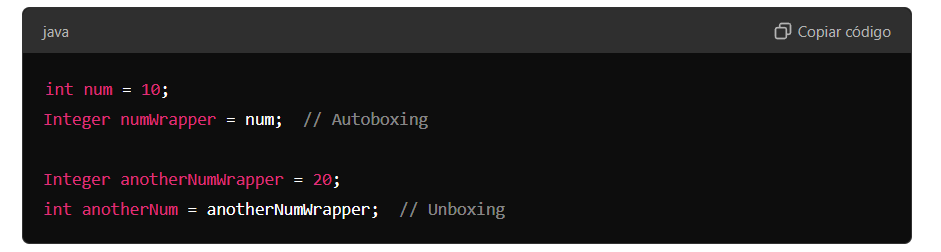 java
Copiar código
int num = 10;
Integer numWrapper = num;  // Autoboxing
Integer anotherNumWrapper = 20;
int anotherNum = anotherNumWrapper;  // Unboxing